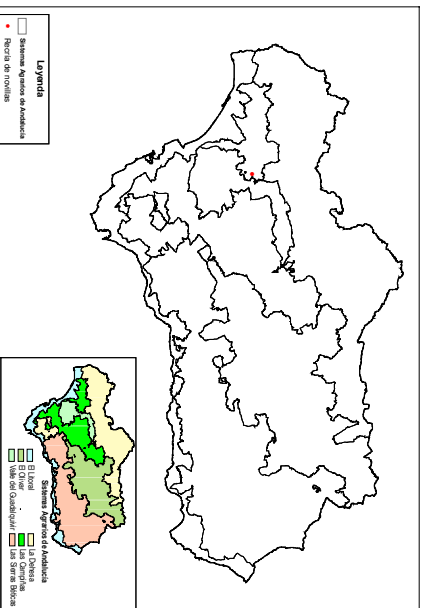 Leyenda
Sistemas Agrarios de Andalucía
Recría de novillas
Sistemas Agrarios de Andalucía
El Litoral
El Olivar
Valle del Guadalquivir
La Dehesa
Las Campiñas
Las Sierras Béticas